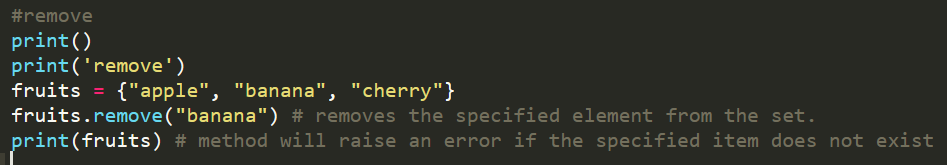 #remove
print()
print('remove')
fruits = {"apple", "banana", "cherry"}
fruits.remove("banana") # removes the specified element from the set.
print(fruits) # method will raise an error if the specified item does not exist